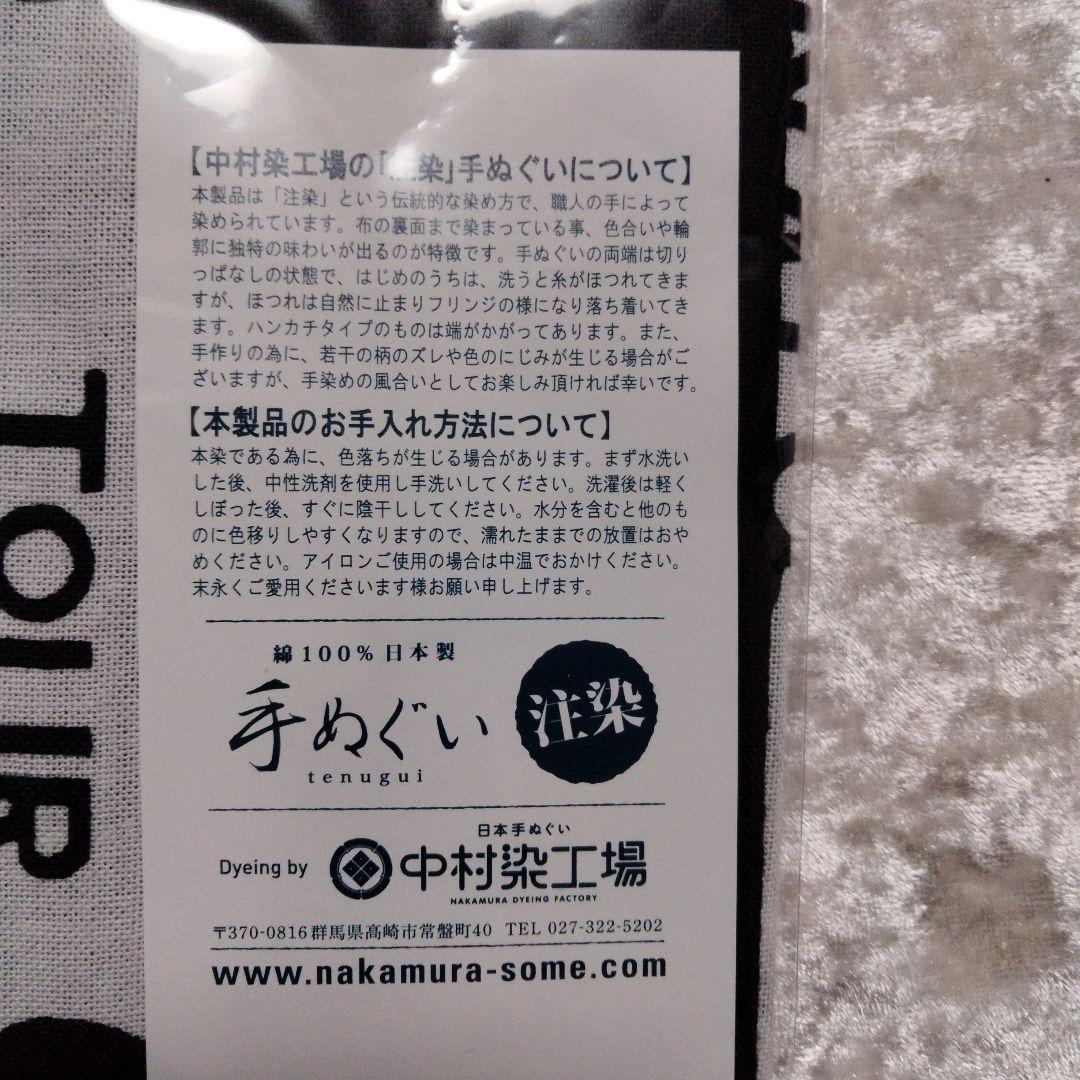 【中村染工場の「注染」手ぬぐいについて】
本製品は「注染」という伝統的な染め方で、職人の手によって
染められています。布の裏面まで染まっている事、色合いや輪
郭に独特の味わいが出るのが特徴です。手ぬぐいの両端は切り
っぱなしの状態で、はじめのうちは、洗うと糸がほつれてきま
すが、ほつれは自然に止まりフリンジの様になり落ち着いてき
ます。ハンカチタイプのものは端がかがってあります。また、
手作りの為に、若干の柄のズレや色のにじみが生じる場合がご
ざいますが、手染めの風合いとしてお楽しみ頂ければ幸いです。
【本製品のお手入れ方法について】
本染である為に、色落ちが生じる場合があります。まず水洗い
した後、中性洗剤を使用し手洗いしてください。洗濯後は軽く
しぼった後、すぐに陰干ししてください。水分を含むと他のも
のに色移りしやすくなりますので、濡れたままでの放置はおや
めください。アイロンご使用の場合は中温でおかけください。
末永くご愛用くださいます様お願い申し上げます。
綿100%日本製
手ぬぐい
tenugui
注染
日本手ぬぐい
Dyeing by 中村染工場
NAKAMURA DYEING FACTORY
〒370-0816群馬県高崎市常盤町40 TEL 027-322-5202
www.nakamura-some.com